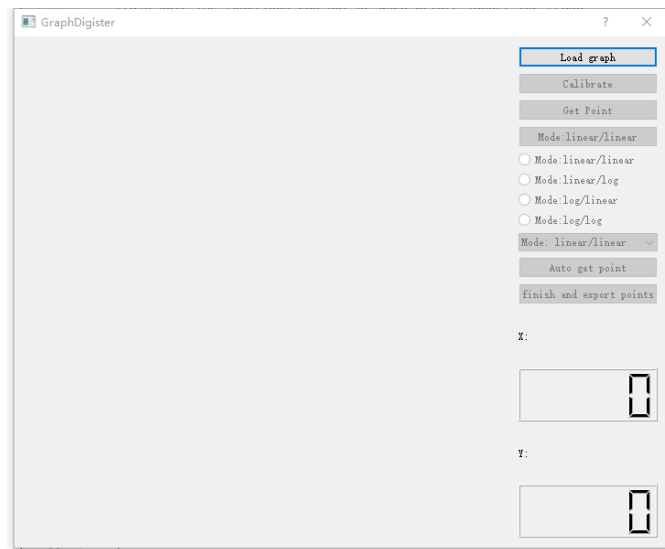 GraphDigister
Load graph
Calibrate
Get Point
Mode:linear/linear
Mode:linear/linear
Mode:linear/log
Mode:log/linear
Mode:log/log
Mode: linear/linear
Auto get point
finish and export points
X:
0
Y:
0